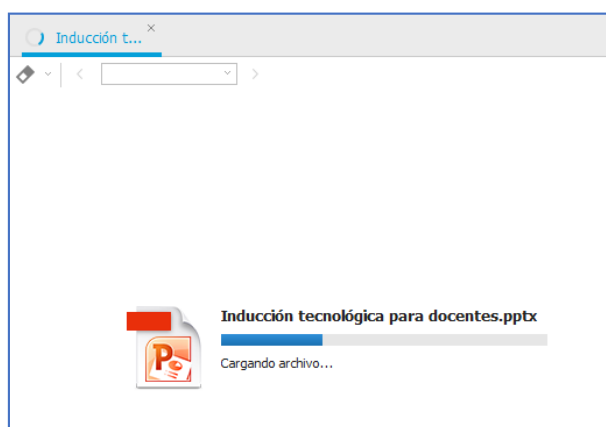 Inducción t...
Inducción tecnológica para docentes.pptx
P
Cargando archivo...